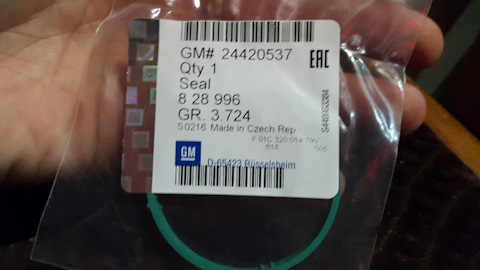 GM# 24420537
EAC
Qty 1
Seal
8 28 996
GR. 3.724
S0216 Made in Czech Rep
618
GM
D-65423 Rüsselsheim